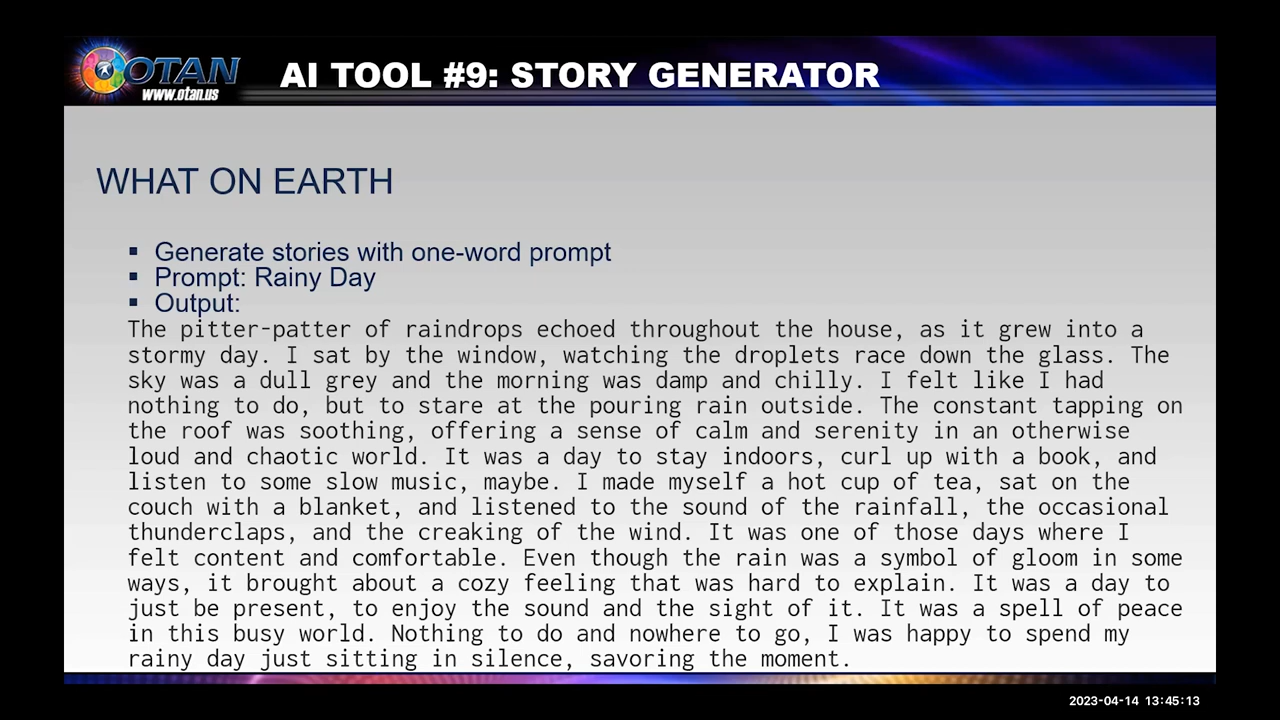 OTAN
www.otan.us
AI TOOL #9: STORY GENERATOR
WHAT ON EARTH
▪ Generate stories with one-word prompt
▪ Prompt: Rainy Day
▪ Output:
The pitter-patter of raindrops echoed throughout the house, as it grew into a
stormy day. I sat by the window, watching the droplets race down the glass. The
sky was a dull grey and the morning was damp and chilly. I felt like I had
nothing to do, but to stare at the pouring rain outside. The constant tapping on
the roof was soothing, offering a sense of calm and serenity in an otherwise
loud and chaotic world. It was a day to stay indoors, curl up with a book, and
listen to some slow music, maybe. I made myself a hot cup of tea, sat on the
couch with a blanket, and listened to the sound of the rainfall, the occasional
thunderclaps, and the creaking of the wind. It was one of those days where I
felt content and comfortable. Even though the rain was a symbol of gloom in some
ways, it brought about a cozy feeling that was hard to explain. It was a day to
just be present, to enjoy the sound and the sight of it. It was a spell of peace
in this busy world. Nothing to do and nowhere to go, I was happy to spend my
rainy day just sitting in silence, savoring the moment.
2023-04-14 13:45:13